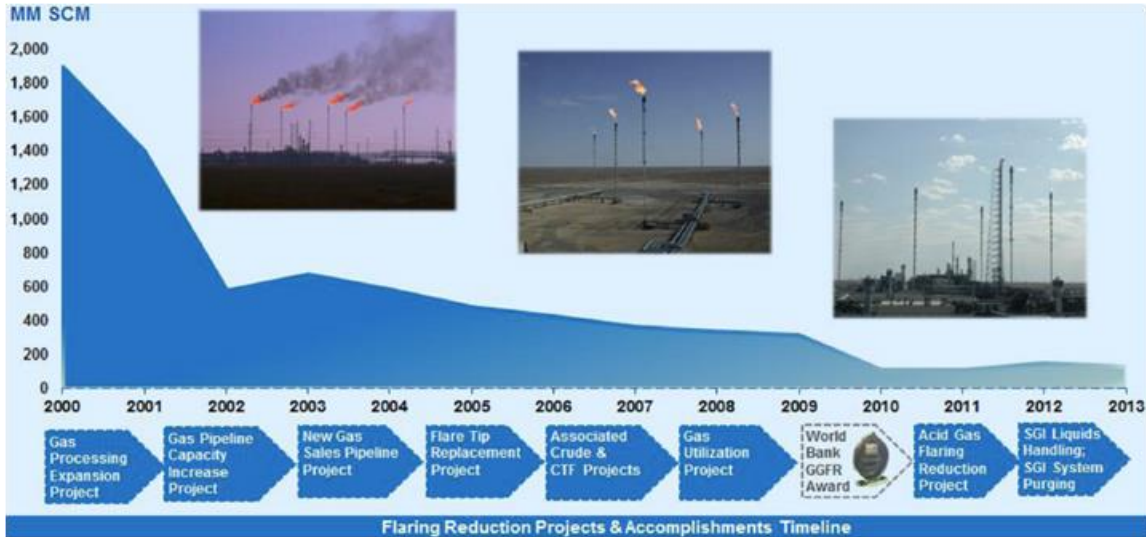 MM SCM
2,000
1,800
1,600
1,400
1,200
1,000
800
600
400
200
0
2000 2001 2002 2003 2004 2005 2006 2007 2008 2009 2010 2011 2012 2013
Gas
Processing
Expansion
Project
Gas Pipeline
Capacity
Increase
Project
New Gas
Sales Pipeline
Project
Flare Tip
Replacement
Project
Associated
Crude &
CTF Projects
Gas
Utilization
Project
World
Bank
GGFR
Award
Acid Gas
Flaring
Reduction
Project
SGI Liquids
Handling;
SGI System
Purging
Flaring Reduction Projects & Accomplishments Timeline